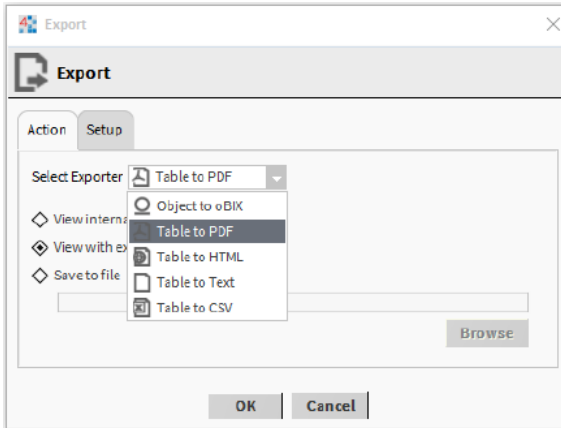 Export
Export
Action Setup
Select Exporter Table to PDF
Object to oBIX
View interna
Table to PDF
View with ex
Table to HTML
Save to file
Table to Text
Table to CSV
Browse
OK Cancel